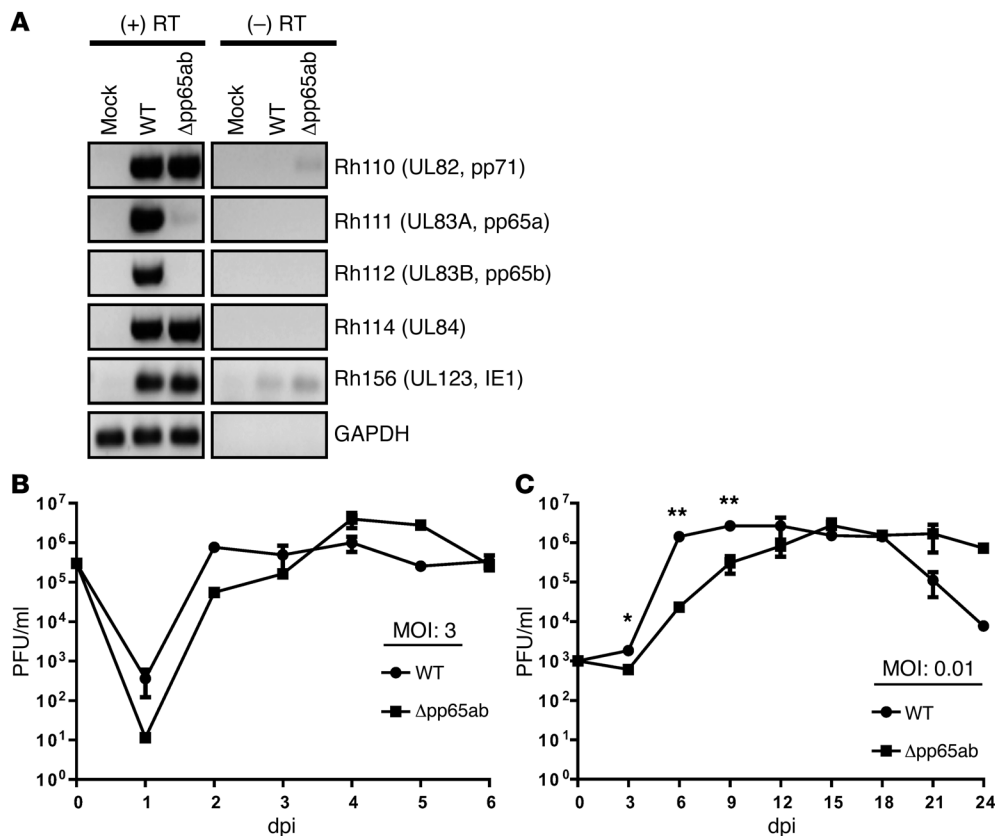 A
(+) RT
(–) RT
Mock
WT
Δpp65ab
Mock
WT
Δpp65ab
Rh110 (UL82, pp71)
Rh111 (UL83A, pp65a)
Rh112 (UL83B, pp65b)
Rh114 (UL84)
Rh156 (UL123, IE1)
GAPDH
B
PFU/ml
10⁷
10⁶
10⁵
10⁴
10³
10²
10¹
10⁰
MOI: 3
WT
Δpp65ab
0 1 2 3 4 5 6
dpi
C
PFU/ml
10⁷
10⁶
10⁵
10⁴
10³
10²
10¹
10⁰
*
**
**
MOI: 0.01
WT
Δpp65ab
0 3 6 9 12 15 18 21 24
dpi